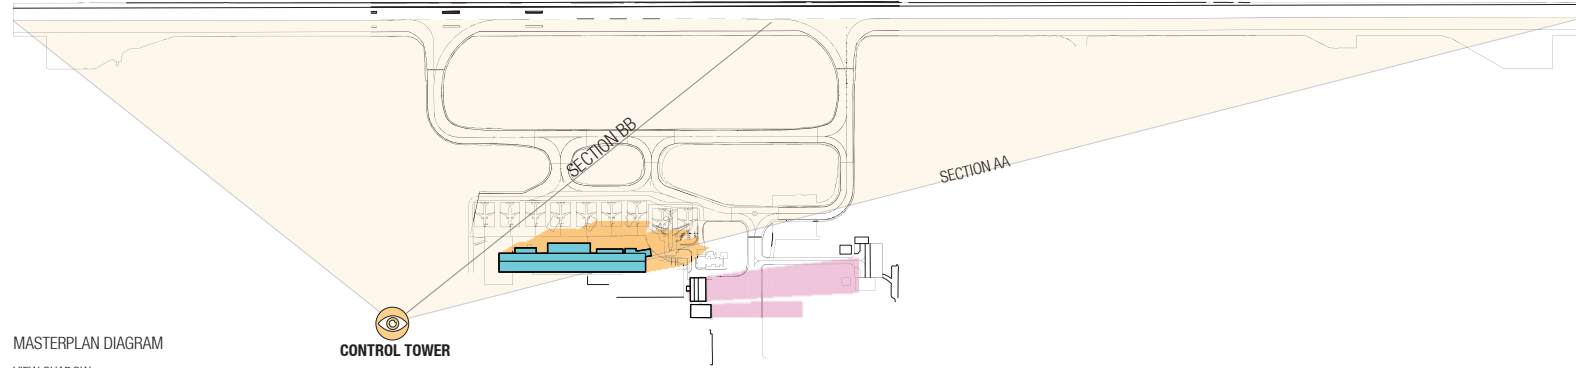 SECTION BB
SECTION AA
MASTERPLAN DIAGRAM
CONTROL TOWER